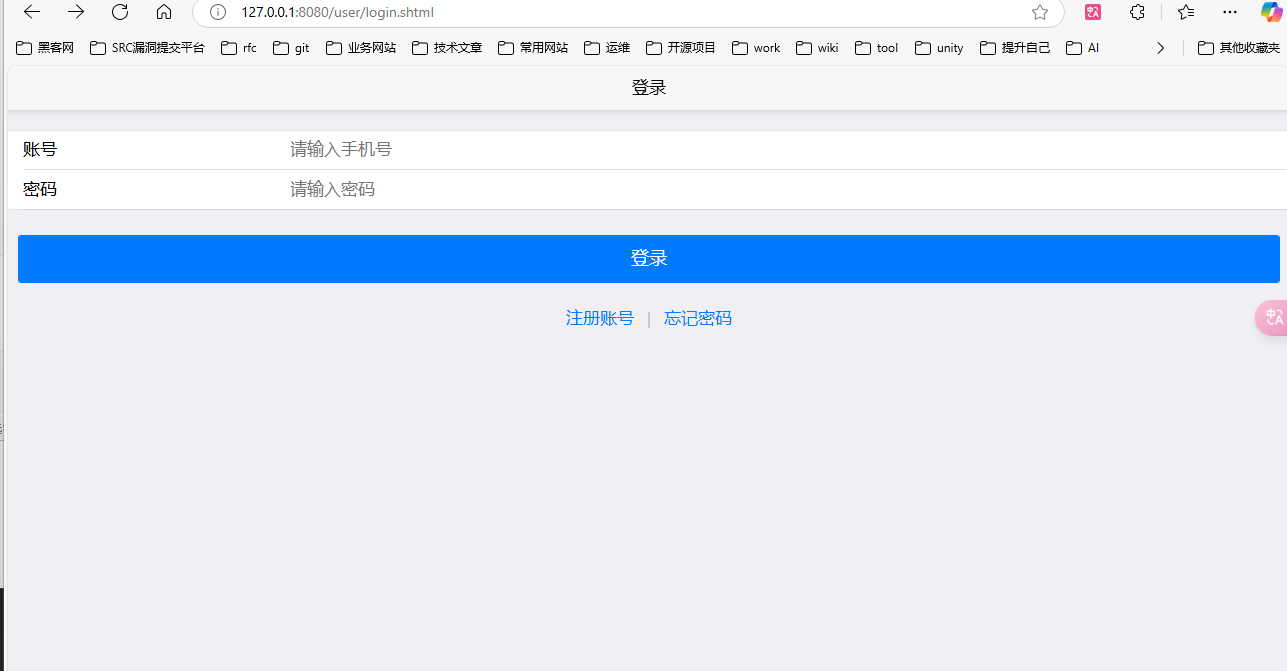 127.0.0.1:8080/user/login.shtml
黑客网 SRC漏洞提交平台 rfc git 业务网站 技术文章 常用网站 运维 开源项目 work wiki tool unity 提升自己 AI 其他收藏夹
登录
账号 请输入手机号
密码 请输入密码
登录
注册账号 | 忘记密码